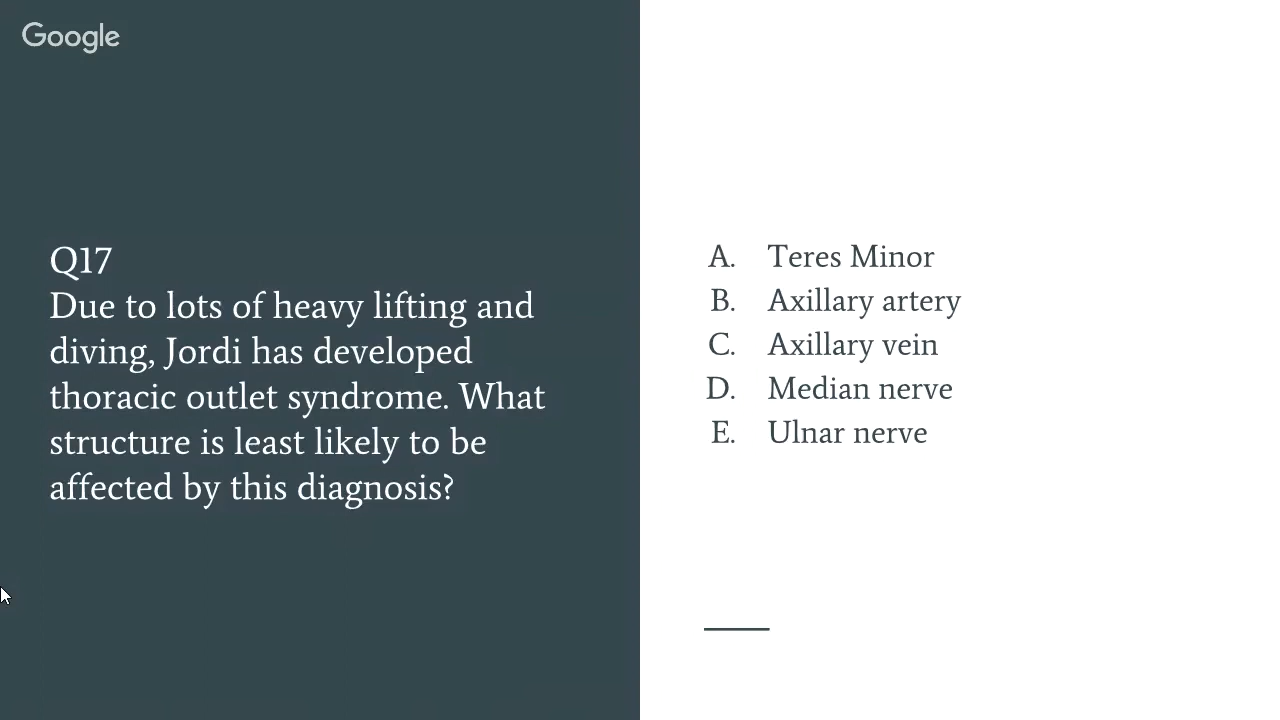 Google
Q17
Due to lots of heavy lifting and
diving, Jordi has developed
thoracic outlet syndrome. What
structure is least likely to be
affected by this diagnosis?
A. Teres Minor
B. Axillary artery
C. Axillary vein
D. Median nerve
E. Ulnar nerve